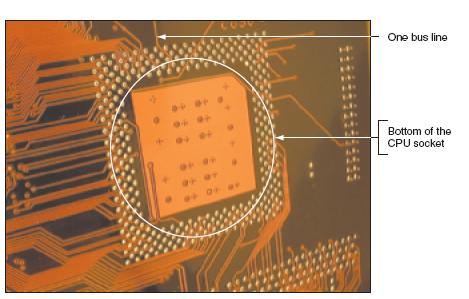 One bus line
Bottom of the
CPU socket